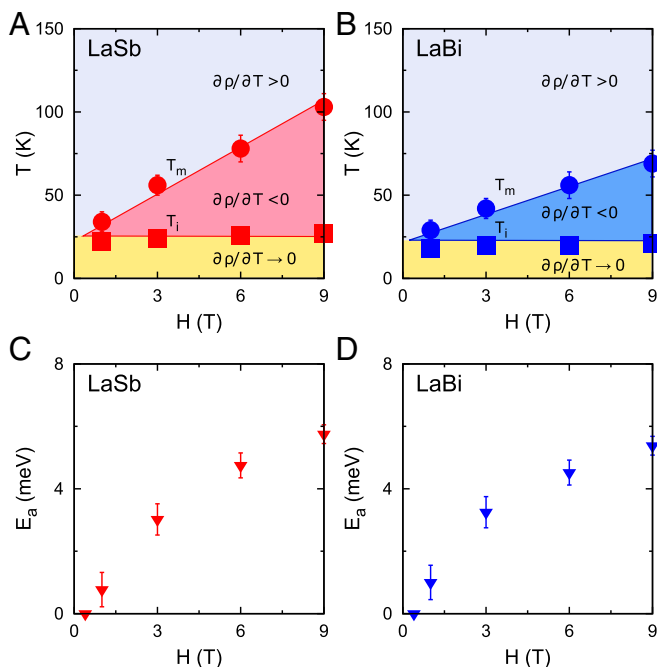 A
LaSb
∂ρ/∂T>0
T_m
∂ρ/∂T<0
T_i
∂ρ/∂T→0
150
100
50
0
T (K)
0 3 6 9
H (T)
B
LaBi
∂ρ/∂T>0
T_m
∂ρ/∂T<0
T_i
∂ρ/∂T→0
150
100
50
0
T (K)
0 3 6 9
H (T)
C
LaSb
8
4
0
E_a (meV)
0 3 6 9
H (T)
D
LaBi
8
4
0
E_a (meV)
0 3 6 9
H (T)